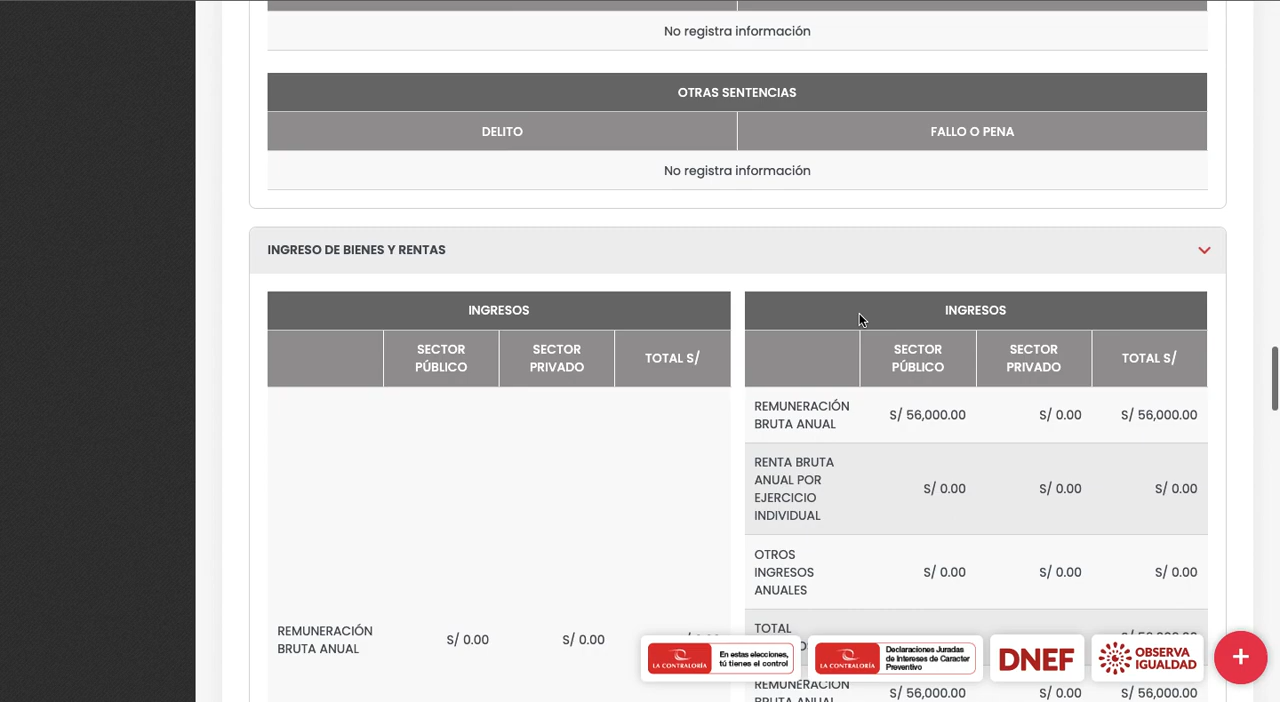 No registra información
OTRAS SENTENCIAS
DELITO FALLO O PENA
No registra información
INGRESO DE BIENES Y RENTAS
INGRESOS
SECTOR
PÚBLICO
SECTOR
PRIVADO
TOTAL S/
REMUNERACIÓN
BRUTA ANUAL
S/ 0.00
S/ 0.00
INGRESOS
SECTOR
PÚBLICO
SECTOR
PRIVADO
TOTAL S/
REMUNERACIÓN
BRUTA ANUAL
S/ 56,000.00
S/ 0.00
S/ 56,000.00
RENTA BRUTA
ANUAL POR
EJERCICIO
INDIVIDUAL
S/ 0.00
S/ 0.00
S/ 0.00
OTROS
INGRESOS
ANUALES
S/ 0.00
S/ 0.00
S/ 0.00
TOTAL
REMUNERACIÓN
BRUTA ANUAL
S/ 56,000.00
S/ 0.00
S/ 56,000.00
LA CONTRALORÍA
En estas elecciones,
tú tienes el control
LA CONTRALORÍA
Declaraciones Juradas
de Intereses de Caracter
Preventivo
DNEF
OBSERVA
IGUALDAD
+